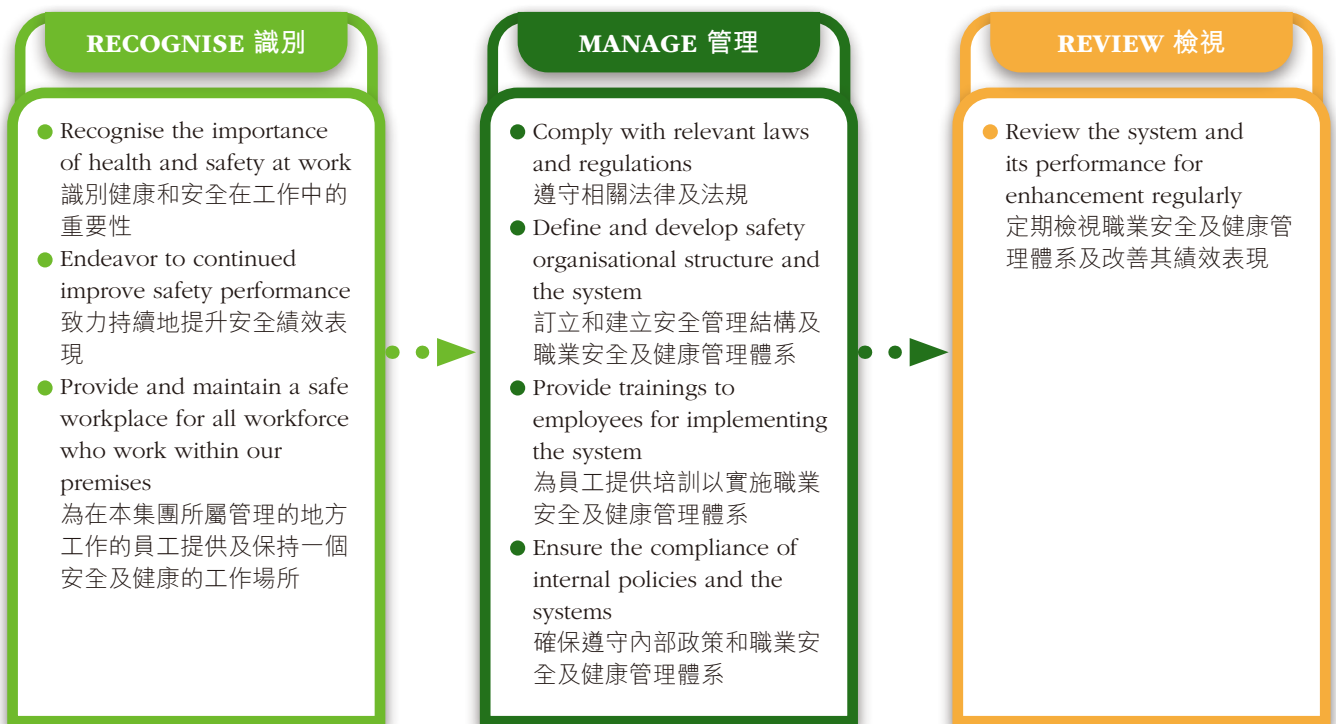 RECOGNISE 識別
Recognise the importance
of health and safety at work
識別健康和安全在工作中的
重要性
Endeavor to continued
improve safety performance
致力持續地提升安全績效表
現
Provide and maintain a safe
workplace for all workforce
who work within our
premises
為在本集團所屬管理的地方
工作的員工提供及保持一個
安全及健康的工作場所
MANAGE 管理
Comply with relevant laws
and regulations
遵守相關法律及法規
Define and develop safety
organisational structure and
the system
訂立和建立安全管理結構及
職業安全及健康管理體系
Provide trainings to
employees for implementing
the system
為員工提供培訓以實施職業
安全及健康管理體系
Ensure the compliance of
internal policies and the
systems
確保遵守內部政策和職業安
全及健康管理體系
REVIEW 檢視
Review the system and
its performance for
enhancement regularly
定期檢視職業安全及健康管
理體系及改善其績效表現